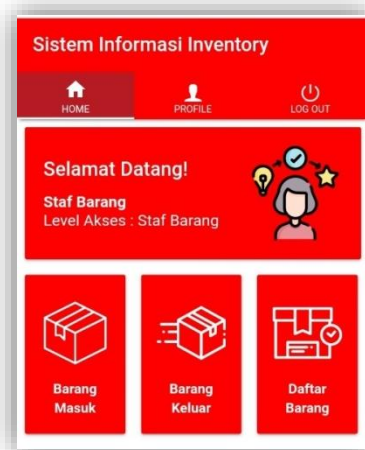 Sistem Informasi Inventory
HOME
PROFILE
LOG OUT
Selamat Datang!
Staf Barang
Level Akses : Staf Barang
Barang
Masuk
Barang
Keluar
Daftar
Barang